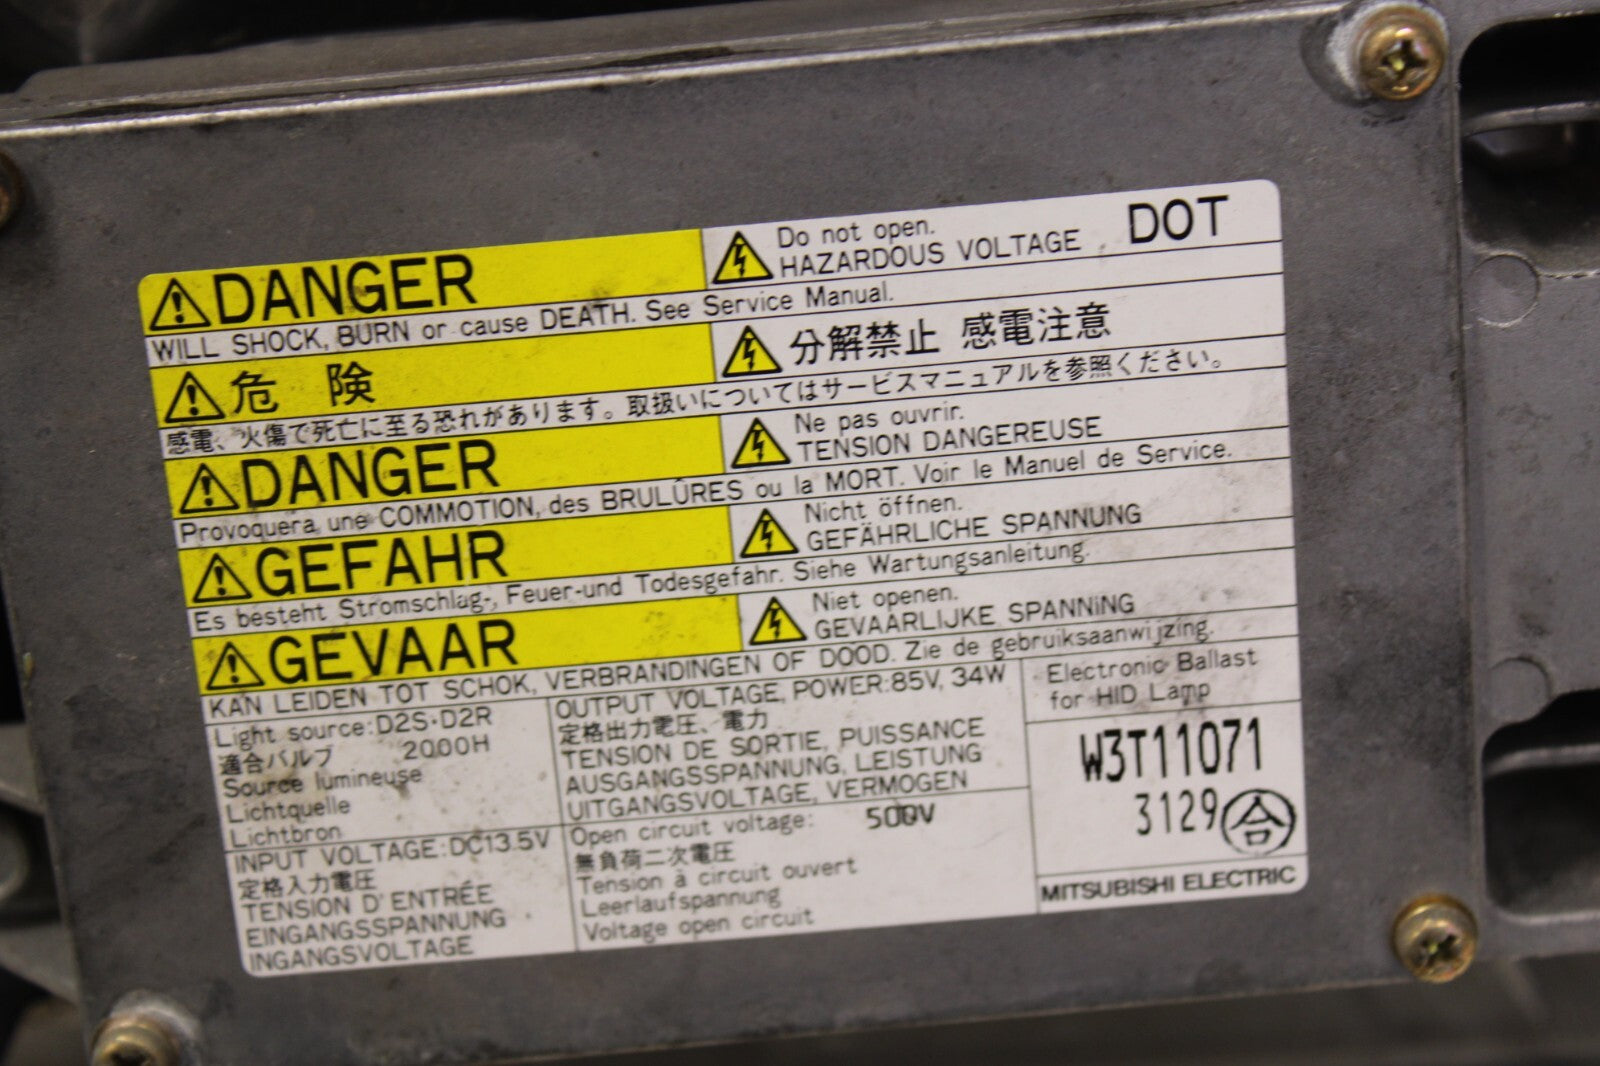 DANGER
Do not open.
HAZARDOUS VOLTAGE
DOT
WILL SHOCK, BURN or cause DEATH. See Service Manual.
危 険
分解禁止 感電注意
感電、火傷で死亡に至る恐れがあります。取扱いについてはサービスマニュアルを参照ください。
DANGER
Ne pas ouvrir.
TENSION DANGEREUSE
Provoquera une COMMOTION, des BRULÛRES ou la MORT. Voir le Manuel de Service.
GEFAHR
Nicht öffnen.
GEFÄHRLICHE SPANNUNG
Es besteht Stromschlag-, Feuer-und Todesgefahr. Siehe Wartungsanleitung.
GEVAAR
Niet openen.
GEVAARLIJKE SPANNING
KAN LEIDEN TOT SCHOK, VERBRANDINGEN OF DOOD. Zie de gebruiksaanwijzing.
Light source:D2S·D2R
適合バルブ 2000H
Source lumineuse
Lichtquelle
Lichtbron
INPUT VOLTAGE:DC13.5V
定格入力電圧
TENSION D'ENTRÉE
EINGANGSSPANNUNG
INGANGSVOLTAGE
OUTPUT VOLTAGE, POWER:85V, 34W
定格出力電圧、電力
TENSION DE SORTIE, PUISSANCE
AUSGANGSSPANNUNG, LEISTUNG
UITGANGSVOLTAGE, VERMOGEN
Open circuit voltage: 500V
無負荷二次電圧
Tension à circuit ouvert
Leerlaufspannung
Voltage open circuit
Electronic Ballast
for HID Lamp
W3T11071
3129 合
MITSUBISHI ELECTRIC